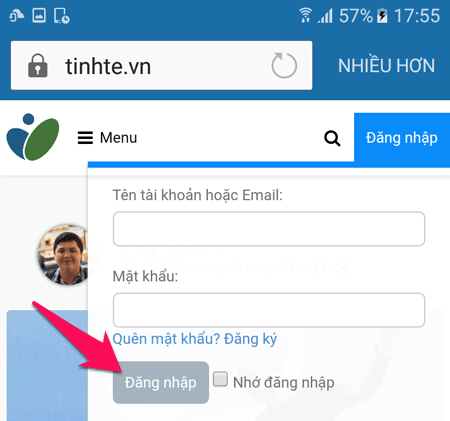 57% 17:55
tinhte.vn NHIỀU HƠN
Menu Đăng nhập
Tên tài khoản hoặc Email:
Mật khẩu:
Quên mật khẩu? Đăng ký
Đăng nhập Nhớ đăng nhập